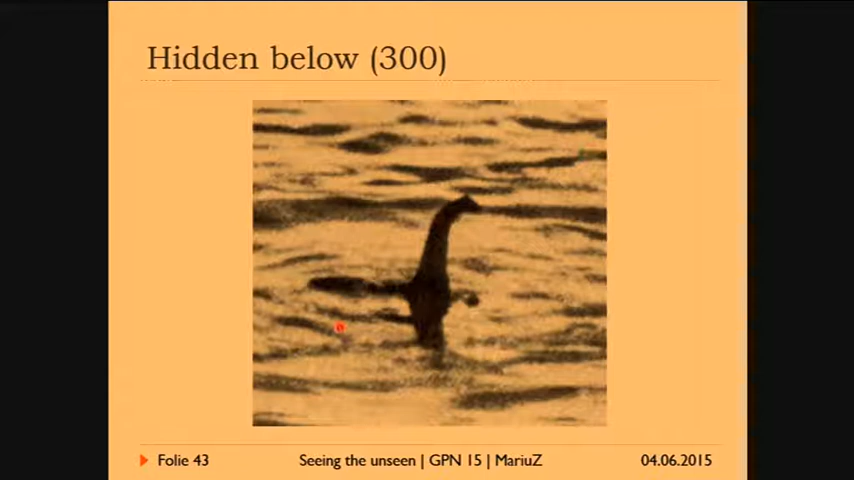 Hidden below (300)
Folie 43
Seeing the unseen | GPN 15 | MariuZ
04.06.2015